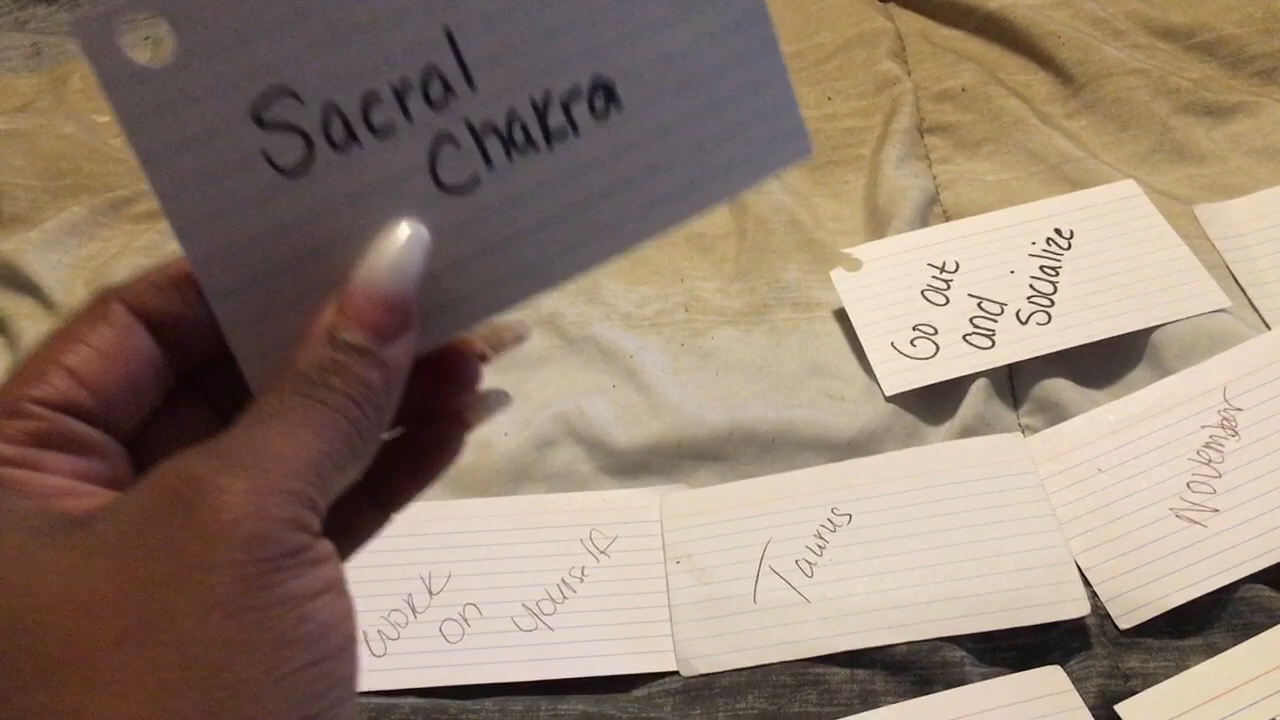 Sacral
Chakra
Go out
and
Socialize
Work
on
yourself
Taurus
November